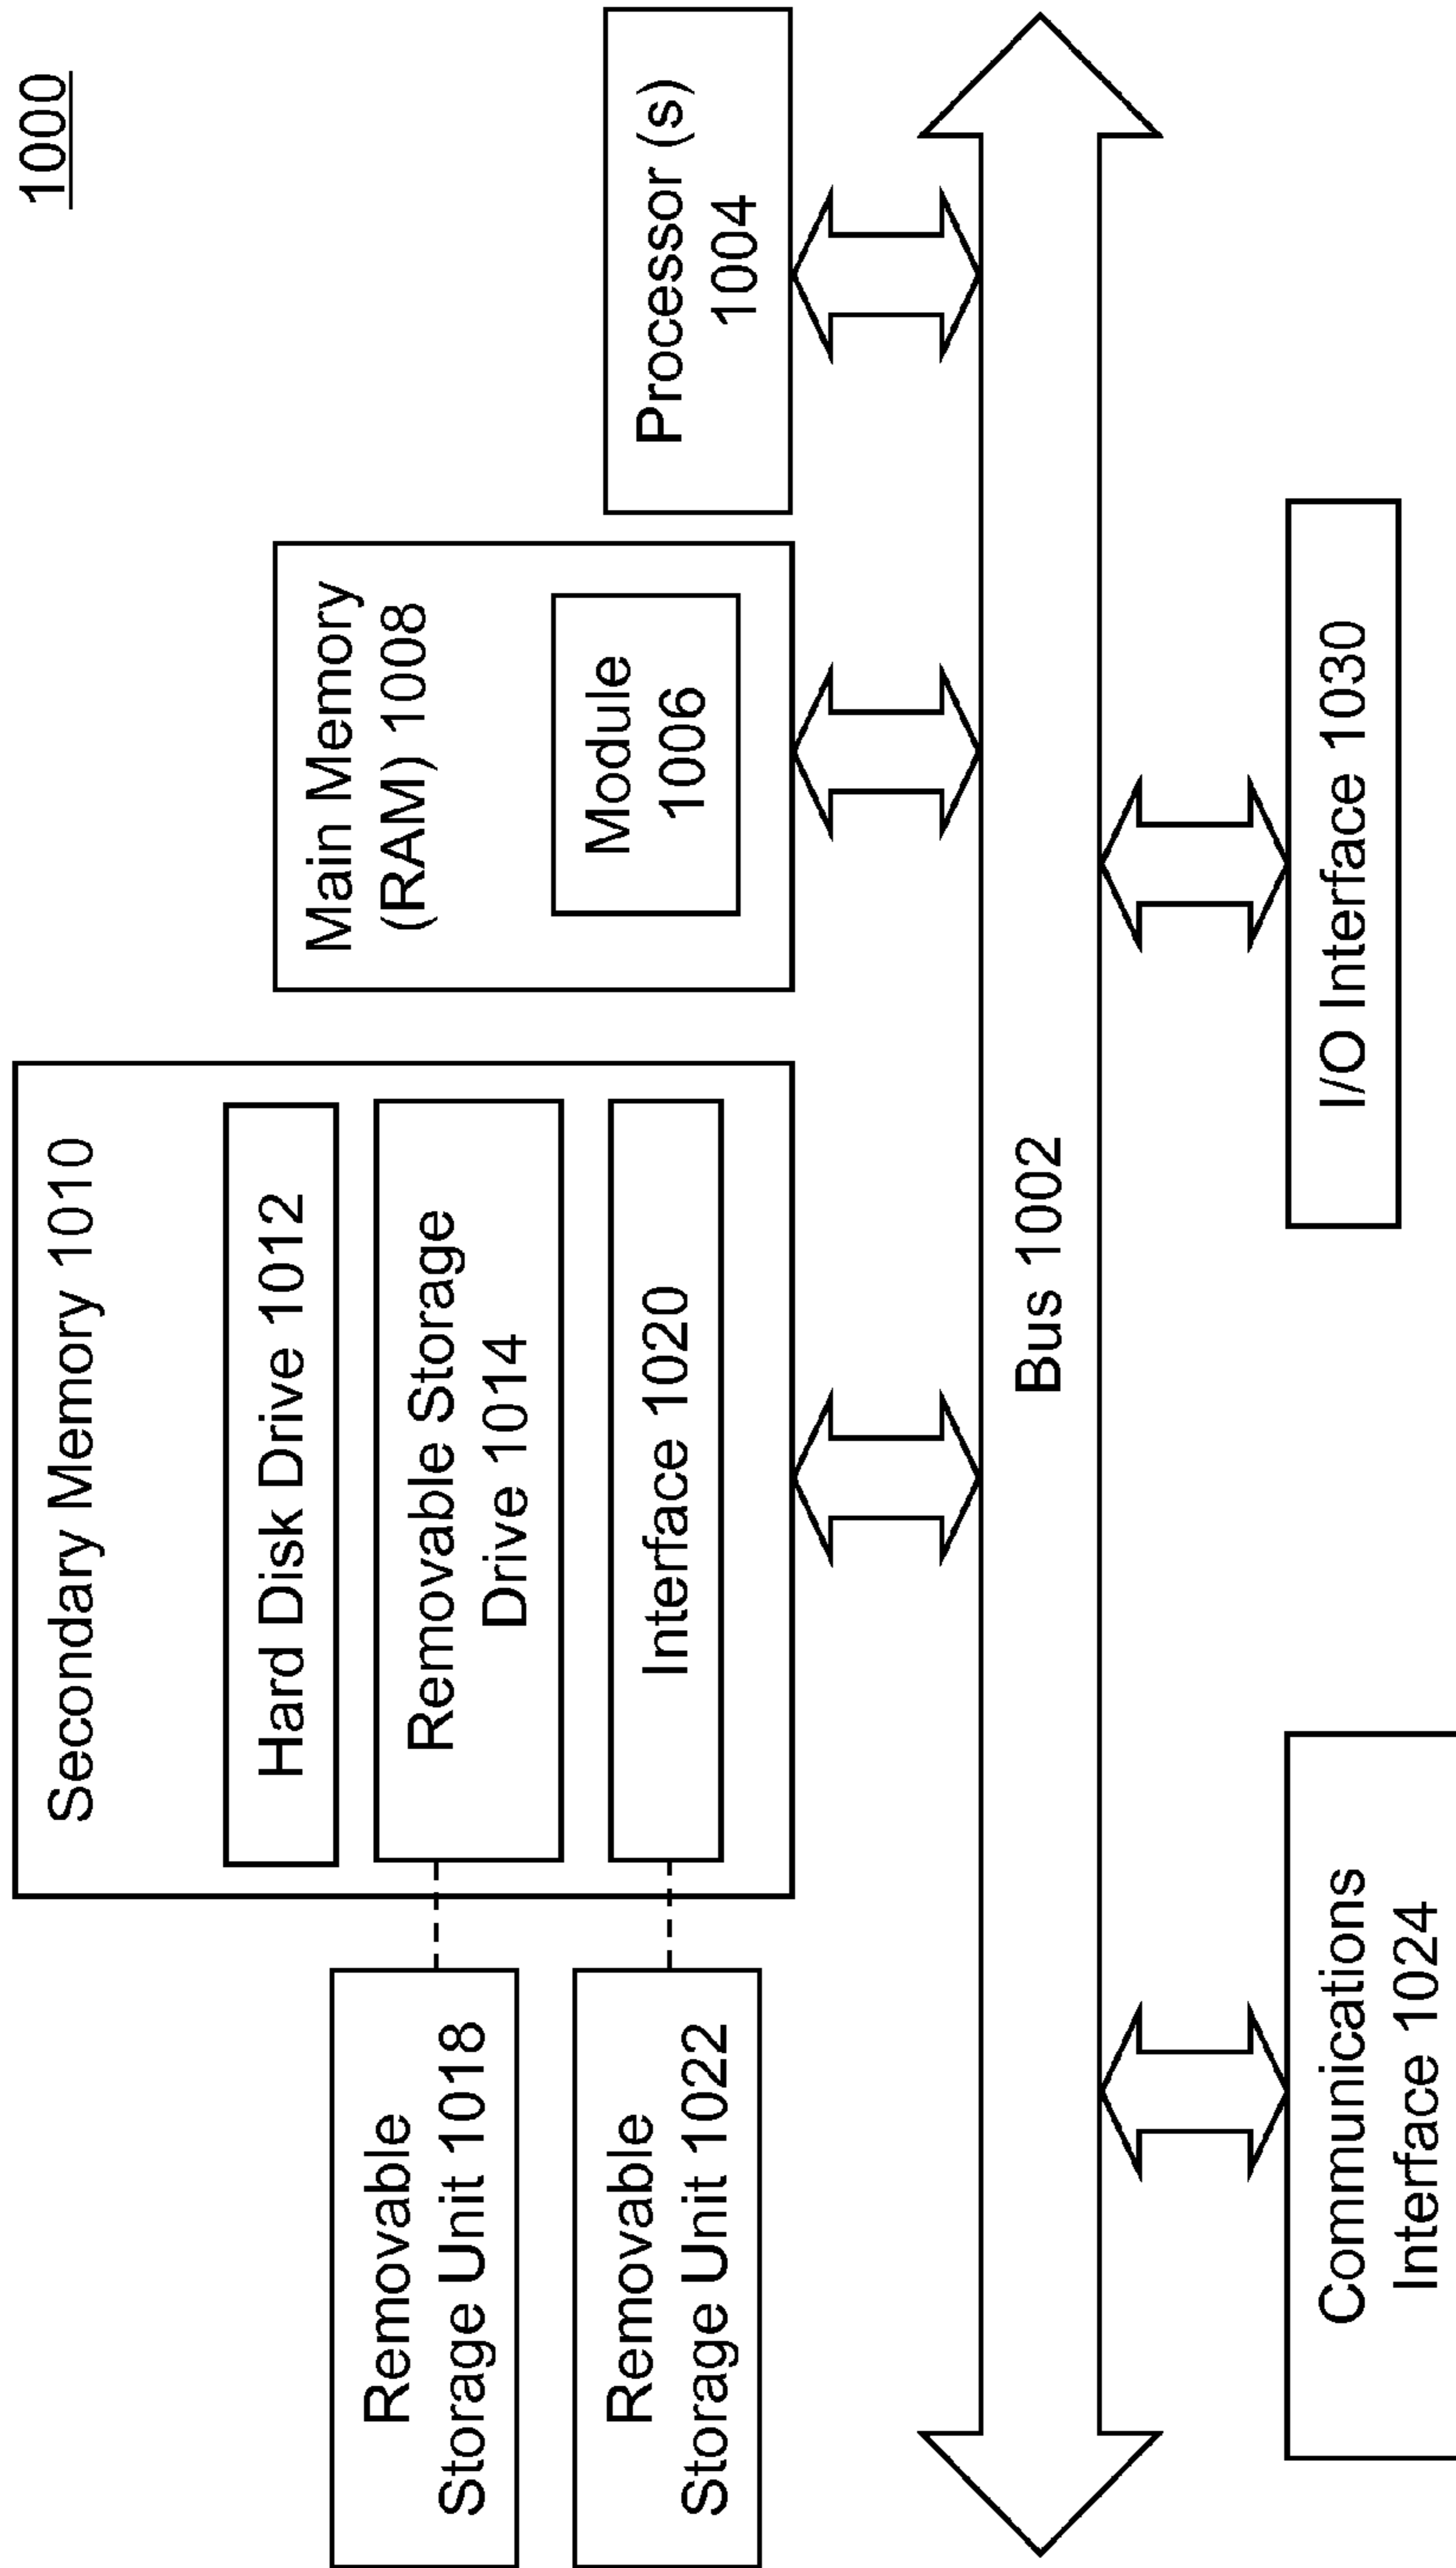 1000
Removable
Storage Unit 1018
Removable
Storage Unit 1022
Secondary Memory 1010
Hard Disk Drive 1012
Removable Storage
Drive 1014
Interface 1020
Main Memory
(RAM) 1008
Module
1006
Processor (s)
1004
Bus 1002
Communications
Interface 1024
I/O Interface 1030